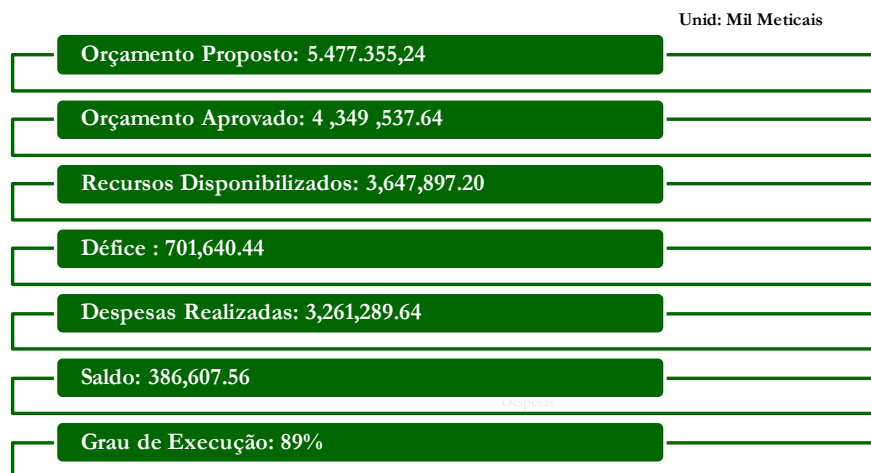 Unid: Mil Meticais
Orçamento Proposto: 5.477.355,24
Orçamento Aprovado: 4 ,349 ,537.64
Recursos Disponibilizados: 3,647,897.20
Défice : 701,640.44
Despesas Realizadas: 3,261,289.64
Saldo: 386,607.56
Despesas
Grau de Execução: 89%